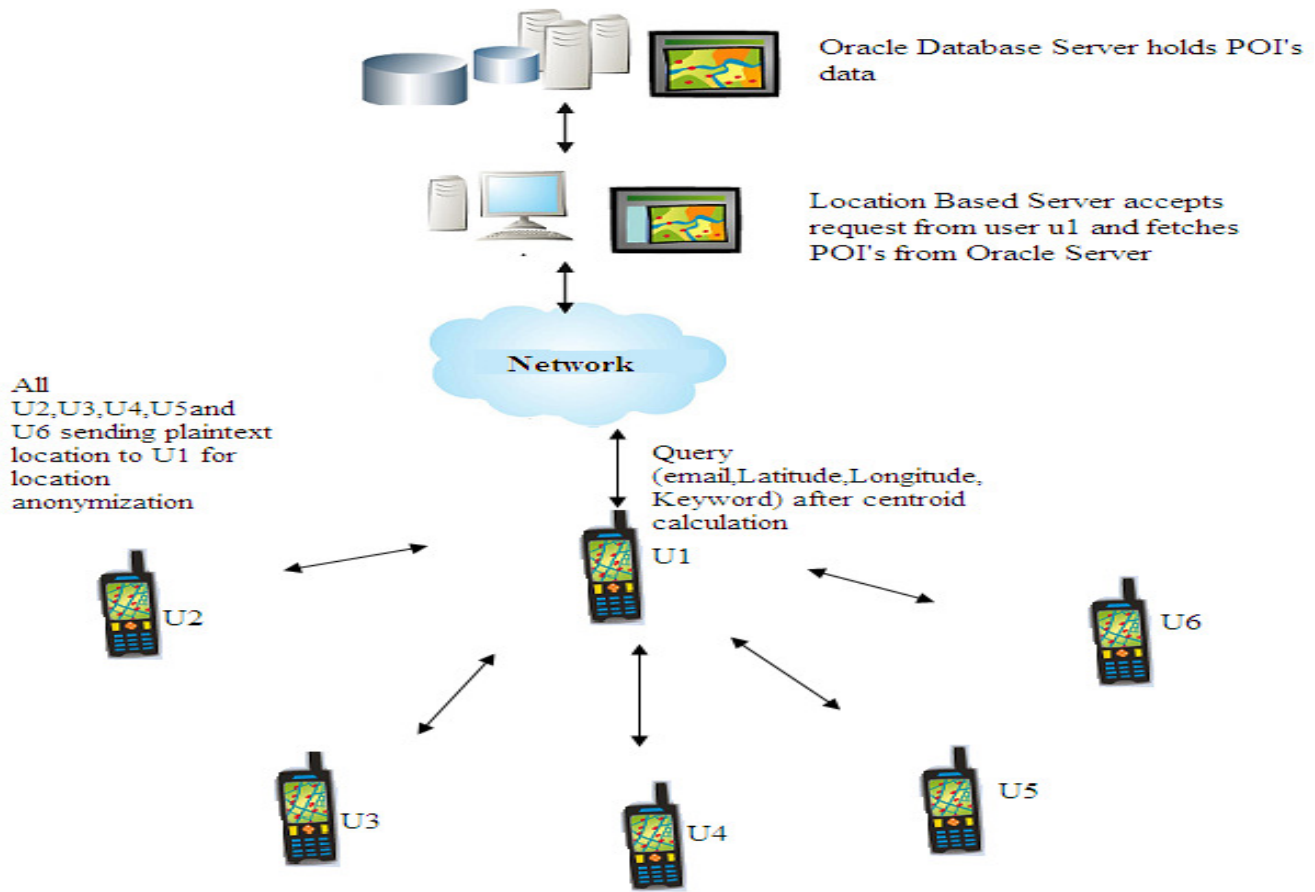 Oracle Database Server holds POI's
data
Location Based Server accepts
request from user u1 and fetches
POI's from Oracle Server
Network
All
U2,U3,U4,U5and
U6 sending plaintext
location to U1 for
location
anonymization
Query
(email,Latitude,Longitude,
Keyword) after centroid
calculation
U1
U2
U6
U3
U4
U5